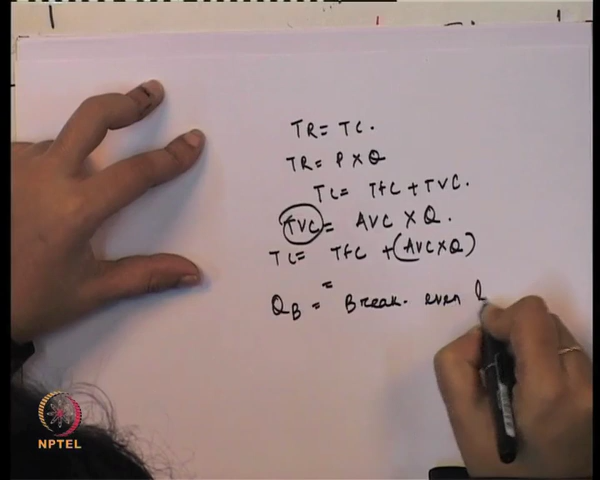 TR = TC.
TR = P X Q
TC = TFC + TVC.
TVC = AVC X Q.
TC = TFC + (AVC X Q)
=
QB = Break. even
NPTEL